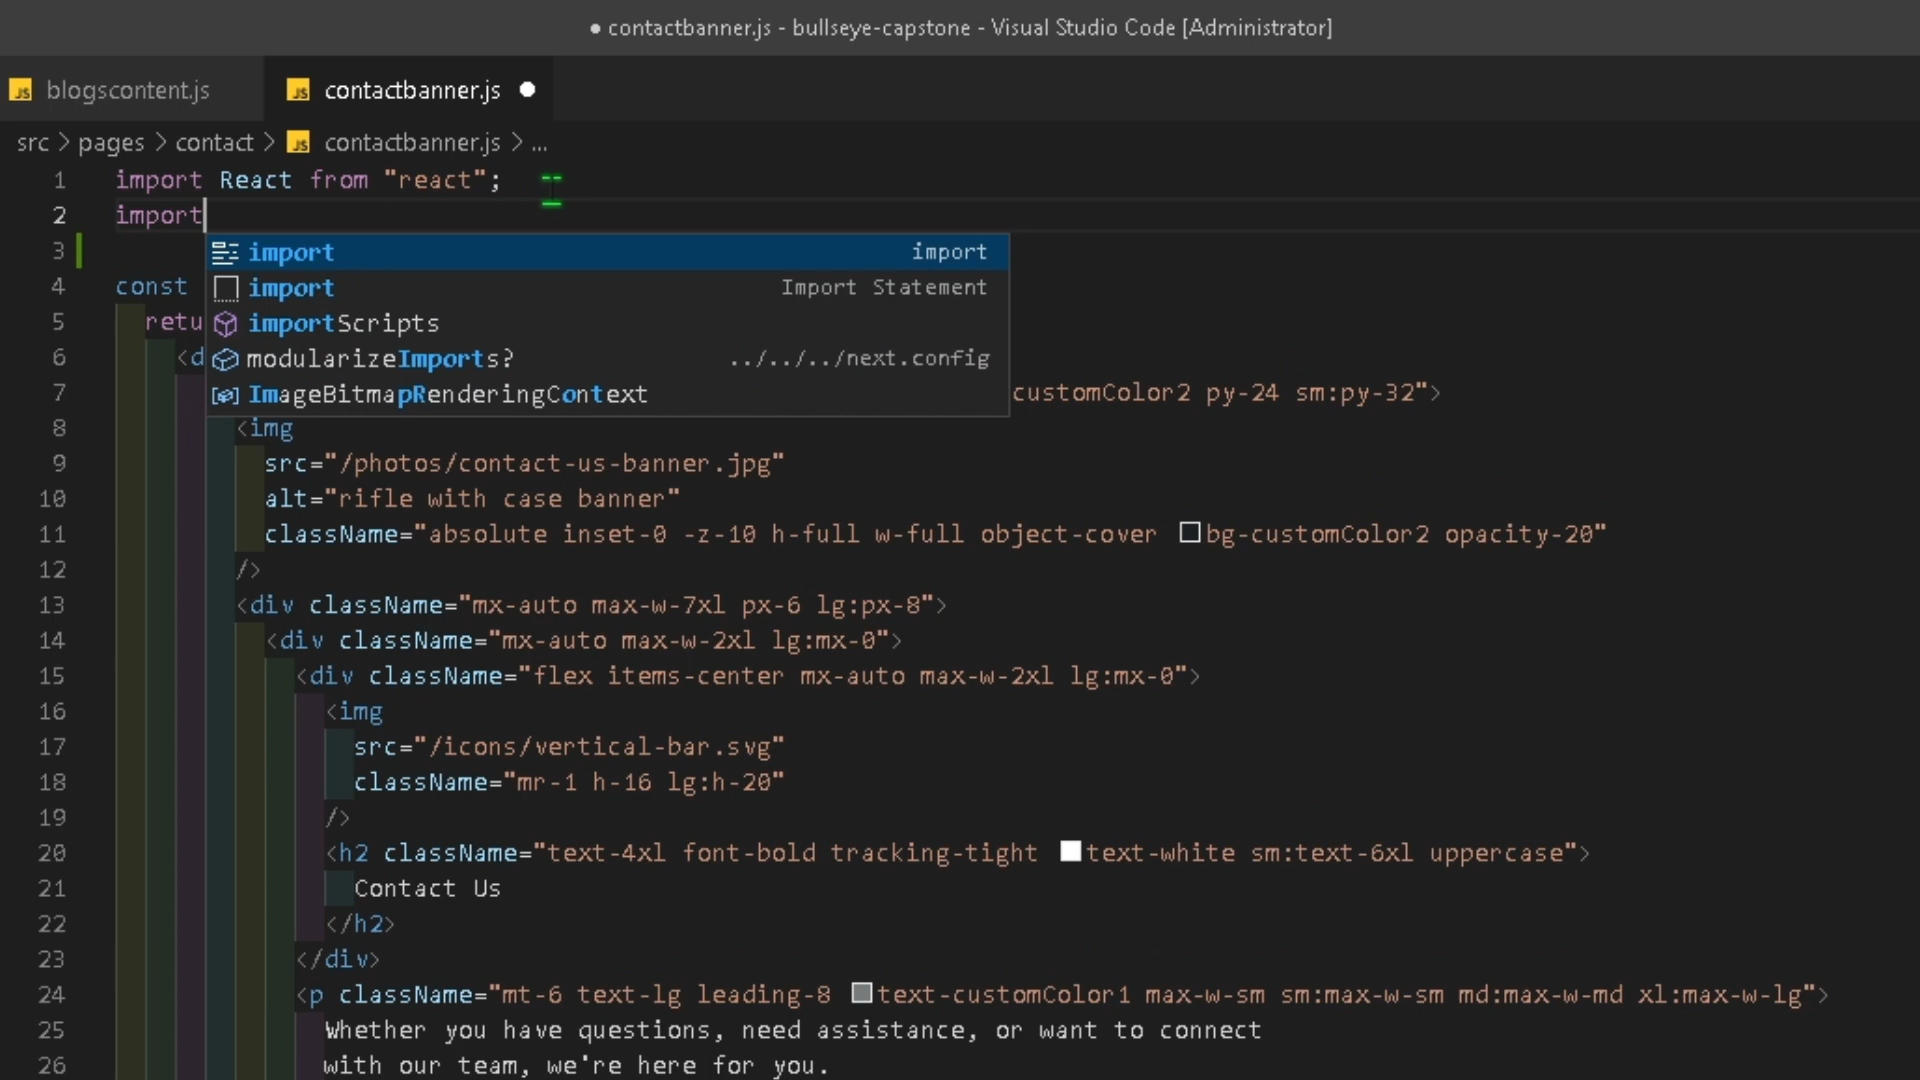 ● contactbanner.js - bullseye-capstone - Visual Studio Code [Administrator]
JS blogscontent.js JS contactbanner.js ●
src > pages > contact > JS contactbanner.js > ...
1 import React from "react";
2 import
import import
3
import Import Statement
4 const
importScripts
5 retu
modularizeImports? ../../../next.config
6 <d
ImageBitmapRenderingContext
7 customColor2 py-24 sm:py-32">
8 <img
9 src="/photos/contact-us-banner.jpg"
10 alt="rifle with case banner"
11 className="absolute inset-0 -z-10 h-full w-full object-cover bg-customColor2 opacity-20"
12 />
13 <div className="mx-auto max-w-7xl px-6 lg:px-8">
14 <div className="mx-auto max-w-2xl lg:mx-0">
15 <div className="flex items-center mx-auto max-w-2xl lg:mx-0">
16 <img
17 src="/icons/vertical-bar.svg"
18 className="mr-1 h-16 lg:h-20"
19 />
20 <h2 className="text-4xl font-bold tracking-tight text-white sm:text-6xl uppercase">
21 Contact Us
22 </h2>
23 </div>
24 <p className="mt-6 text-lg leading-8 text-customColor1 max-w-sm sm:max-w-sm md:max-w-md xl:max-w-lg">
25 Whether you have questions, need assistance, or want to connect
26 with our team, we're here for you.